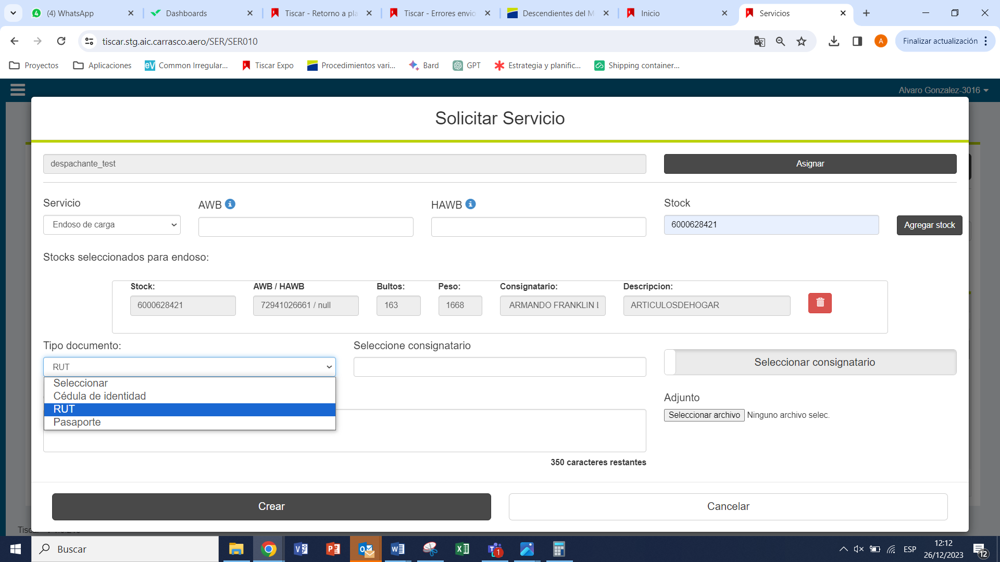 (4) WhatsApp
Dashboards
Tiscar - Retorno a pla
Tiscar - Errores envio
Descendientes del M
Inicio
Servicios
tiscar.stg.aic.carrasco.aero/SER/SER010
A
Finalizar actualización
Proyectos
Aplicaciones
eV Common Irregular...
Tiscar Expo
Procedimientos vari...
Bard
GPT
Estrategia y planific...
Shipping container...
Alvaro Gonzalez-3016
Solicitar Servicio
despachante_test
Asignar
Servicio
AWB
HAWB
Stock
Endoso de carga
6000628421
Agregar stock
Stocks seleccionados para endoso:
Stock:
AWB / HAWB
Bultos:
Peso:
Consignatario:
Descripcion:
6000628421
72941026661 / null
163
1668
ARMANDO FRANKLIN
ARTICULOSDEHOGAR
Tipo documento:
Seleccione consignatario
RUT
Seleccionar consignatario
Seleccionar
Cédula de identidad
RUT
Pasaporte
Adjunto
Seleccionar archivo Ninguno archivo selec.
350 caracteres restantes
Crear
Cancelar
Buscar
ESP
12:12
26/12/2023
12
1